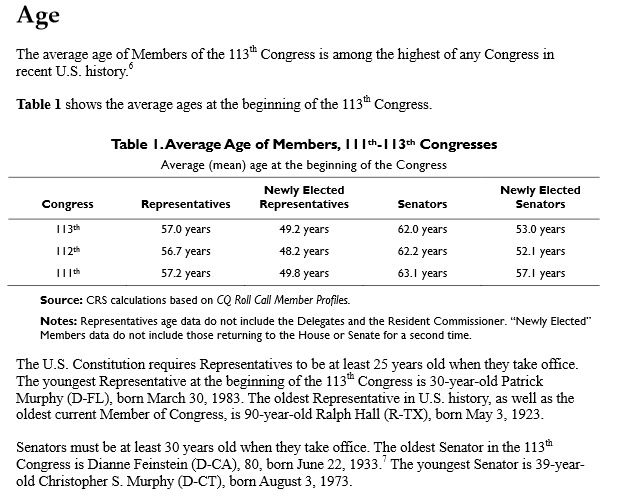 Age
The average age of Members of the 113th Congress is among the highest of any Congress in
recent U.S. history.6
Table 1 shows the average ages at the beginning of the 113th Congress.
Table 1. Average Age of Members, 111th-113th Congresses
Average (mean) age at the beginning of the Congress
Congress Representatives Newly Elected Representatives Senators Newly Elected Senators
113th 57.0 years 49.2 years 62.0 years 53.0 years
112th 56.7 years 48.2 years 62.2 years 52.1 years
111th 57.2 years 49.8 years 63.1 years 57.1 years
Source: CRS calculations based on CQ Roll Call Member Profiles.
Notes: Representatives age data do not include the Delegates and the Resident Commissioner. “Newly Elected”
Members data do not include those returning to the House or Senate for a second time.
The U.S. Constitution requires Representatives to be at least 25 years old when they take office.
The youngest Representative at the beginning of the 113th Congress is 30-year-old Patrick
Murphy (D-FL), born March 30, 1983. The oldest Representative in U.S. history, as well as the
oldest current Member of Congress, is 90-year-old Ralph Hall (R-TX), born May 3, 1923.
Senators must be at least 30 years old when they take office. The oldest Senator in the 113th
Congress is Dianne Feinstein (D-CA), 80, born June 22, 1933.7 The youngest Senator is 39-year-
old Christopher S. Murphy (D-CT), born August 3, 1973.